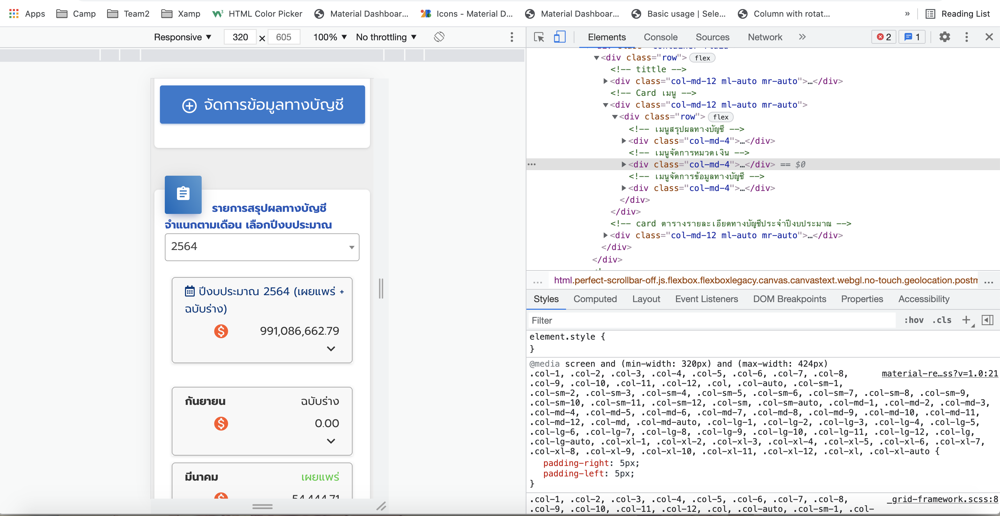 Apps Camp Team2 Xamp HTML Color Picker Material Dashboar... Icons - Material D... Material Dashboar... Basic usage | Sele... Column with rotat... » Reading List
Responsive ▼ 320 × 605 100% ▼ No throttling ▼
จัดการข้อมูลทางบัญชี
รายการสรุปผลทางบัญชี
จำแนกตามเดือน เลือกปีงบประมาณ
2564
ปีงบประมาณ 2564 (เผยแพร่ +
ฉบับร่าง)
991,086,662.79
กันยายน ฉบับร่าง
0.00
มีนาคม เผยแพร่
54,444.71
Elements Console Sources Network » 2 1
▼<div class="row"> flex
<!-- tittle -->
▶<div class="col-md-12 ml-auto mr-auto">…</div>
<!-- Card เมนู -->
▼<div class="col-md-12 ml-auto mr-auto">
▼<div class="row"> flex
<!-- เมนูสรุปผลทางบัญชี -->
▶<div class="col-md-4">…</div>
<!-- เมนูจัดการหมวดเงิน -->
••• ▶<div class="col-md-4">…</div> == $0
<!-- เมนูจัดการข้อมูลทางบัญชี -->
▶<div class="col-md-4">…</div>
</div>
</div>
<!-- card ตารางรายละเอียดทางบัญชีประจำปีงบประมาณ -->
▶<div class="col-md-12 ml-auto mr-auto">…</div>
</div>
</div>
... html.perfect-scrollbar-off.js.flexbox.flexboxlegacy.canvas.canvastext.webgl.no-touch.geolocation.postm ...
Styles Computed Layout Event Listeners DOM Breakpoints Properties Accessibility
Filter :hov .cls +
element.style {
}
@media screen and (min-width: 320px) and (max-width: 424px)
.col-1, .col-2, .col-3, .col-4, .col-5, .col-6, .col-7, .col-8, material-re…ss?v=1.0:21
.col-9, .col-10, .col-11, .col-12, .col, .col-auto, .col-sm-1,
.col-sm-2, .col-sm-3, .col-sm-4, .col-sm-5, .col-sm-6, .col-sm-7, .col-sm-8, .col-sm-9,
.col-sm-10, .col-sm-11, .col-sm-12, .col-sm, .col-sm-auto, .col-md-1, .col-md-2, .col-md-3,
.col-md-4, .col-md-5, .col-md-6, .col-md-7, .col-md-8, .col-md-9, .col-md-10, .col-md-11,
.col-md-12, .col-md, .col-md-auto, .col-lg-1, .col-lg-2, .col-lg-3, .col-lg-4, .col-lg-5,
.col-lg-6, .col-lg-7, .col-lg-8, .col-lg-9, .col-lg-10, .col-lg-11, .col-lg-12, .col-lg,
.col-lg-auto, .col-xl-1, .col-xl-2, .col-xl-3, .col-xl-4, .col-xl-5, .col-xl-6, .col-xl-7,
.col-xl-8, .col-xl-9, .col-xl-10, .col-xl-11, .col-xl-12, .col-xl, .col-xl-auto {
padding-right: 5px;
padding-left: 5px;
}
.col-1, .col-2, .col-3, .col-4, .col-5, .col-6, .col-7, .col-8, _grid-framework.scss:8
.col-9, .col-10, .col-11, .col-12, .col, .col-auto, .col-sm-1, .col-